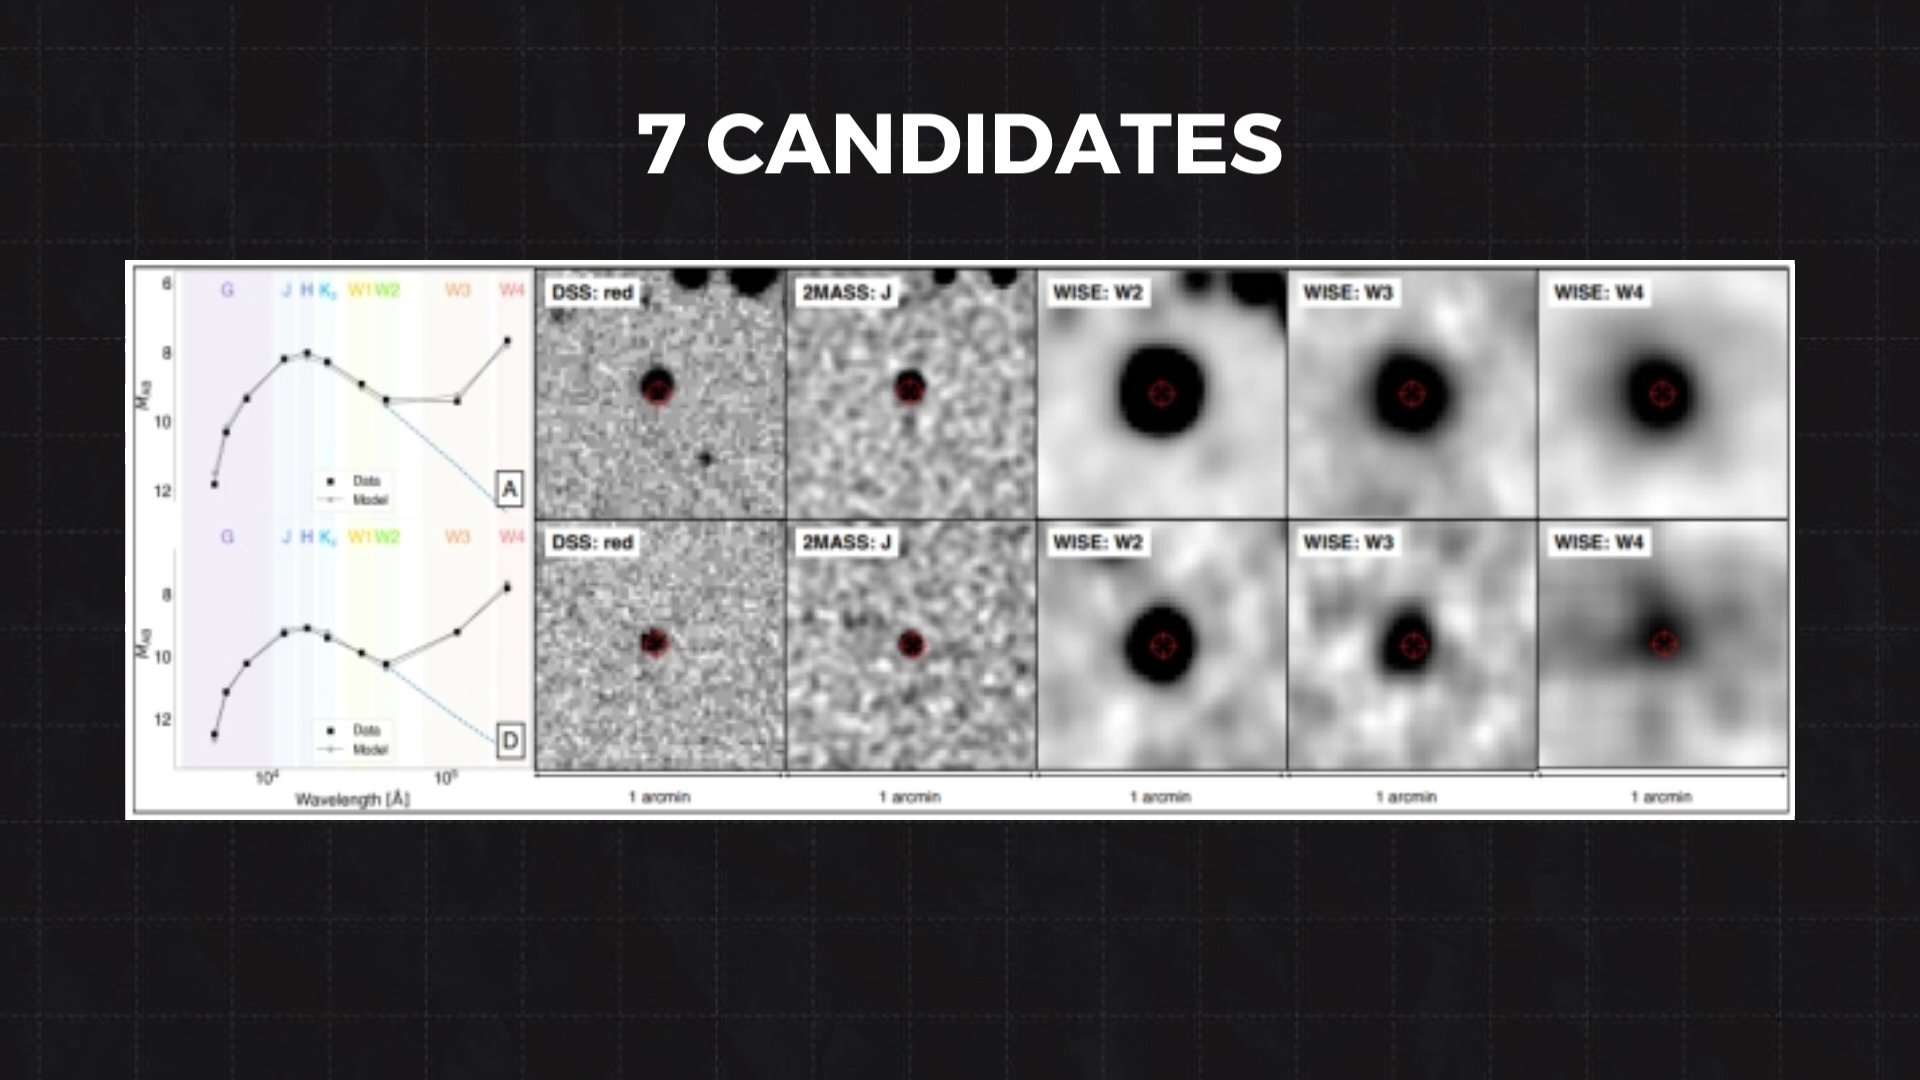 7 CANDIDATES
G J H Ks W1 W2 W3 W4
6
8
10
12
MAB
Data
Model
A
DSS: red
2MASS: J
WISE: W2
WISE: W3
WISE: W4
G J H Ks W1 W2 W3 W4
8
10
12
MAB
Data
Model
D
DSS: red
2MASS: J
WISE: W2
WISE: W3
WISE: W4
10⁴ 10⁵
Wavelength [Å]
1 arcmin
1 arcmin
1 arcmin
1 arcmin
1 arcmin